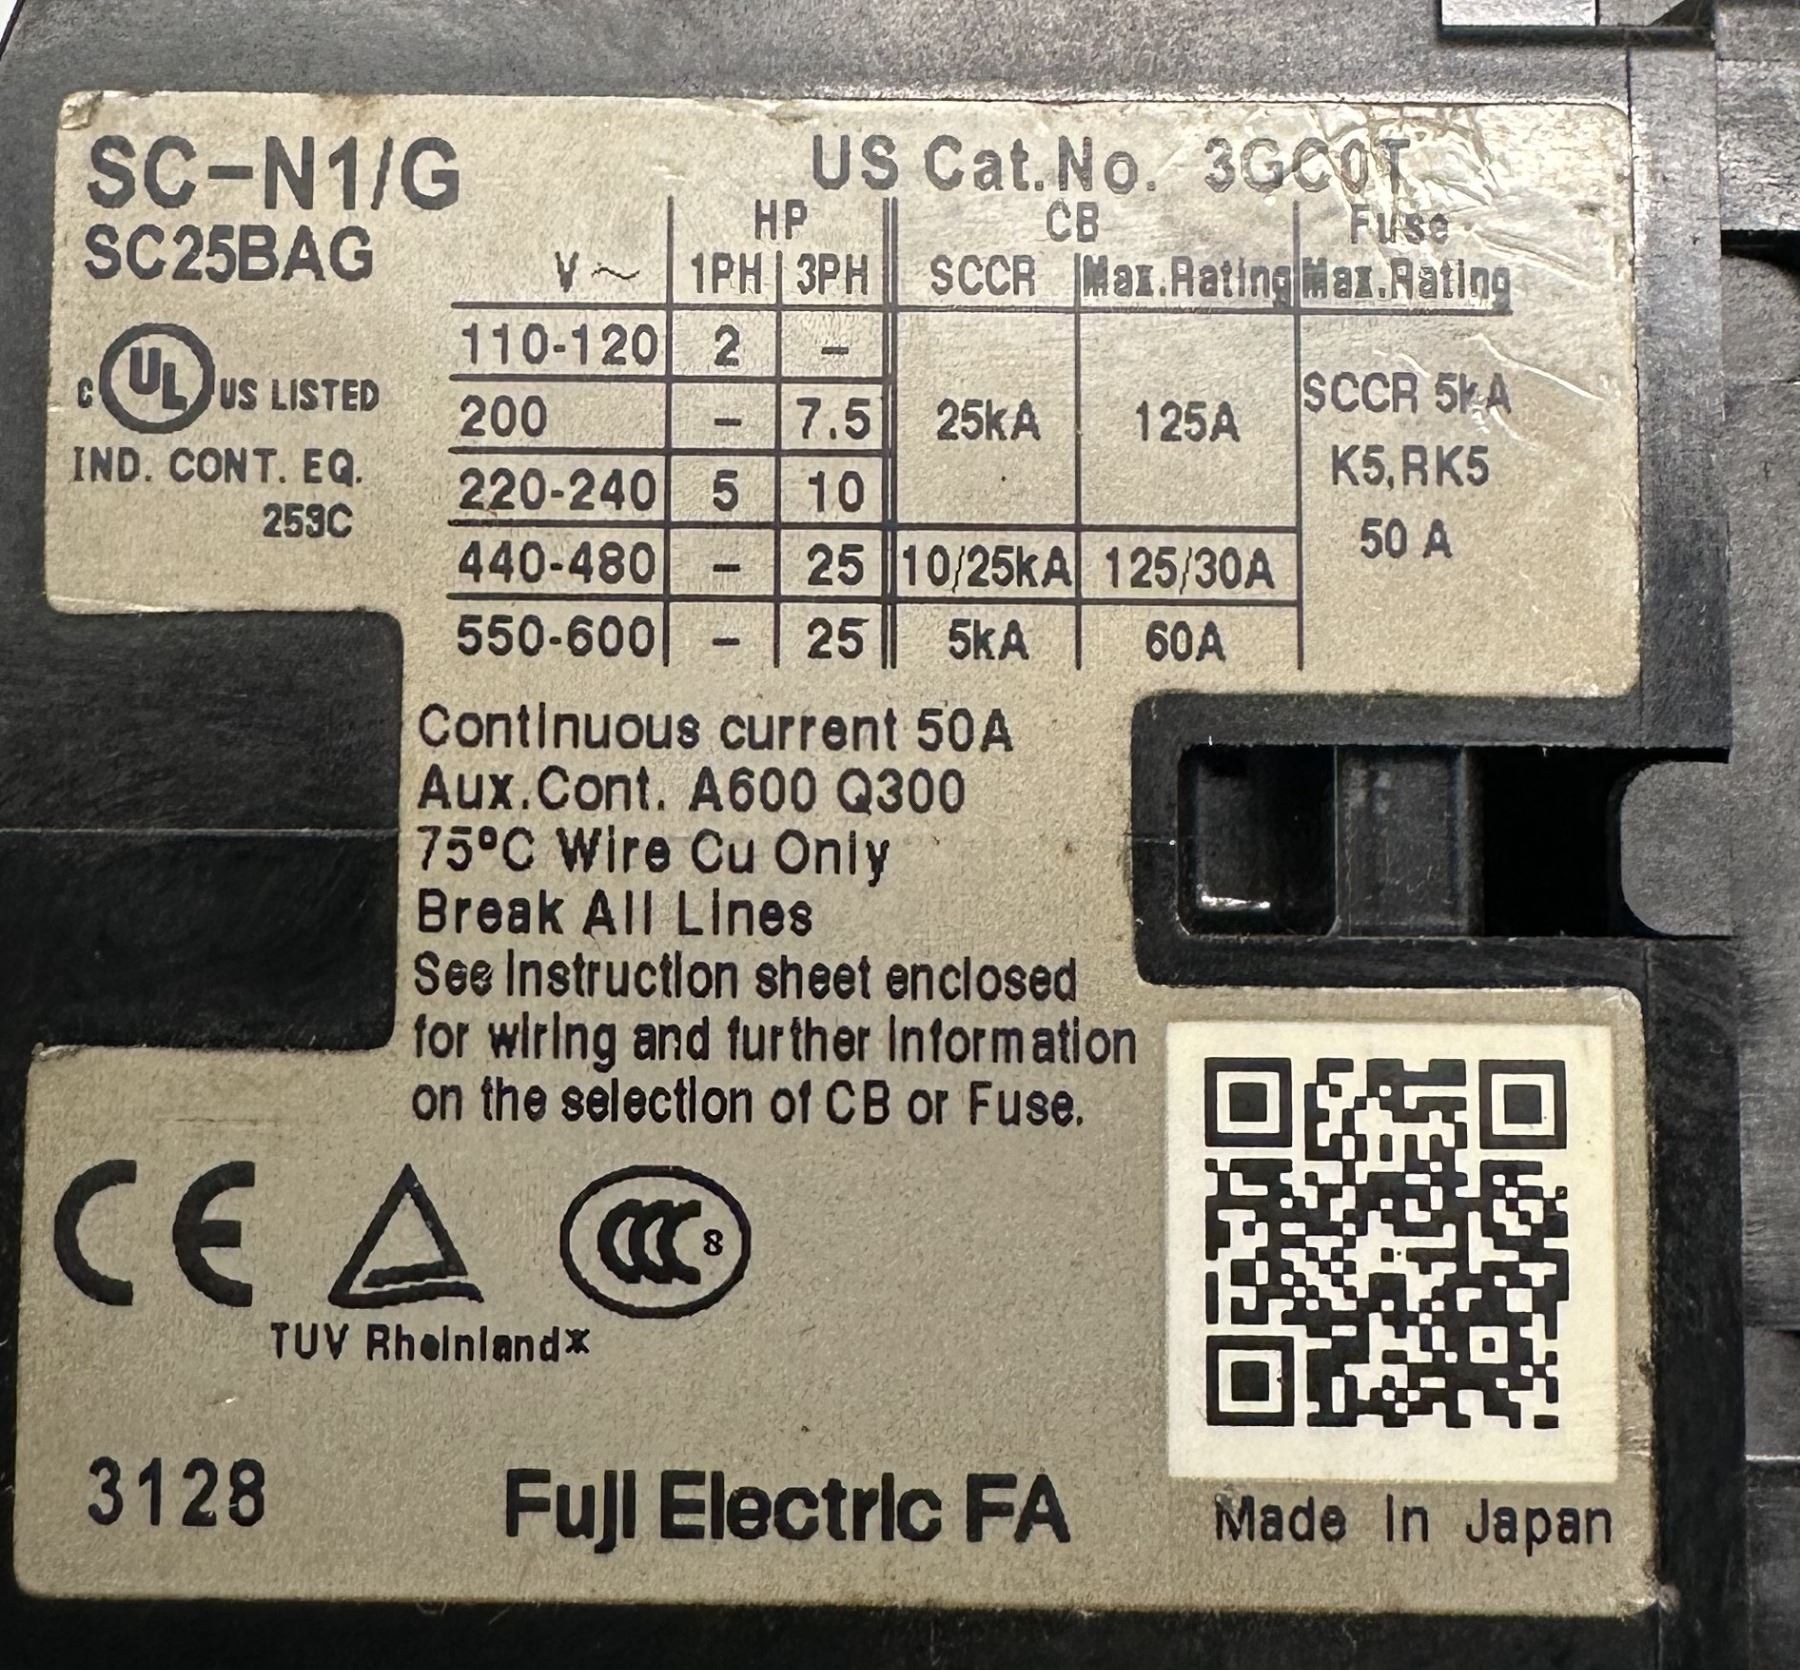 SC-N1/G
US Cat.No. 3GC0T
SC25BAG
HP CB Fuse
V~ 1PH 3PH SCCR Max.Rating Max.Rating
110-120 2 -
200 - 7.5 25kA 125A
220-240 5 10
440-480 - 25 10/25kA 125/30A
550-600 - 25 5kA 60A
SCCR 5kA
K5,RK5
50 A
C UL US LISTED
IND. CONT. EQ.
253C
Continuous current 50A
Aux.Cont. A600 Q300
75°C Wire Cu Only
Break All Lines
See Instruction sheet enclosed
for wiring and further information
on the selection of CB or Fuse.
CE
CCC S
TUV Rheinland
3128
Fuji Electric FA
Made In Japan